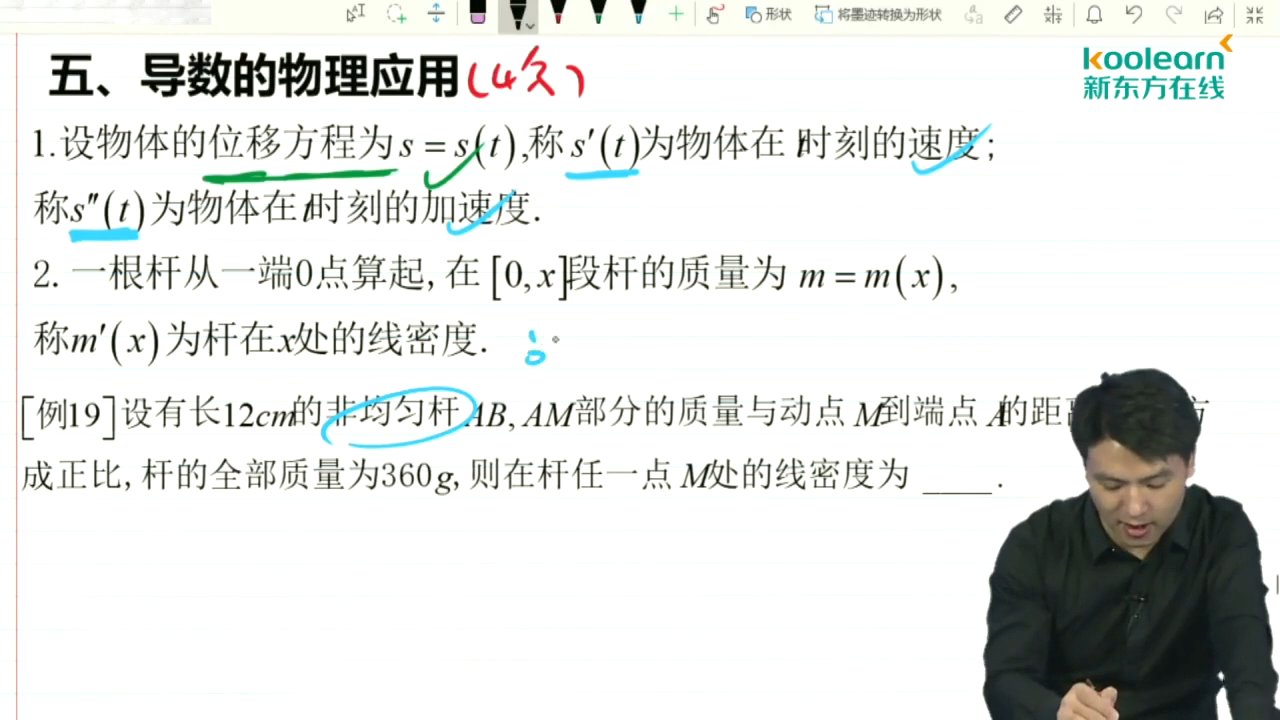 形状
将墨迹转换为形状
koolearn
新东方在线
五、导数的物理应用(4次)
1.设物体的位移方程为s=s(t),称s′(t)为物体在t时刻的速度;
称s″(t)为物体在t时刻的加速度.
2. 一根杆从一端0点算起,在[0,x]段杆的质量为m=m(x),
称m′(x)为杆在x处的线密度.
[例19]设有长12cm的非均匀杆AB,AM部分的质量与动点M到端点A的距 方
成正比,杆的全部质量为360g,则在杆任一点M处的线密度为 ____.